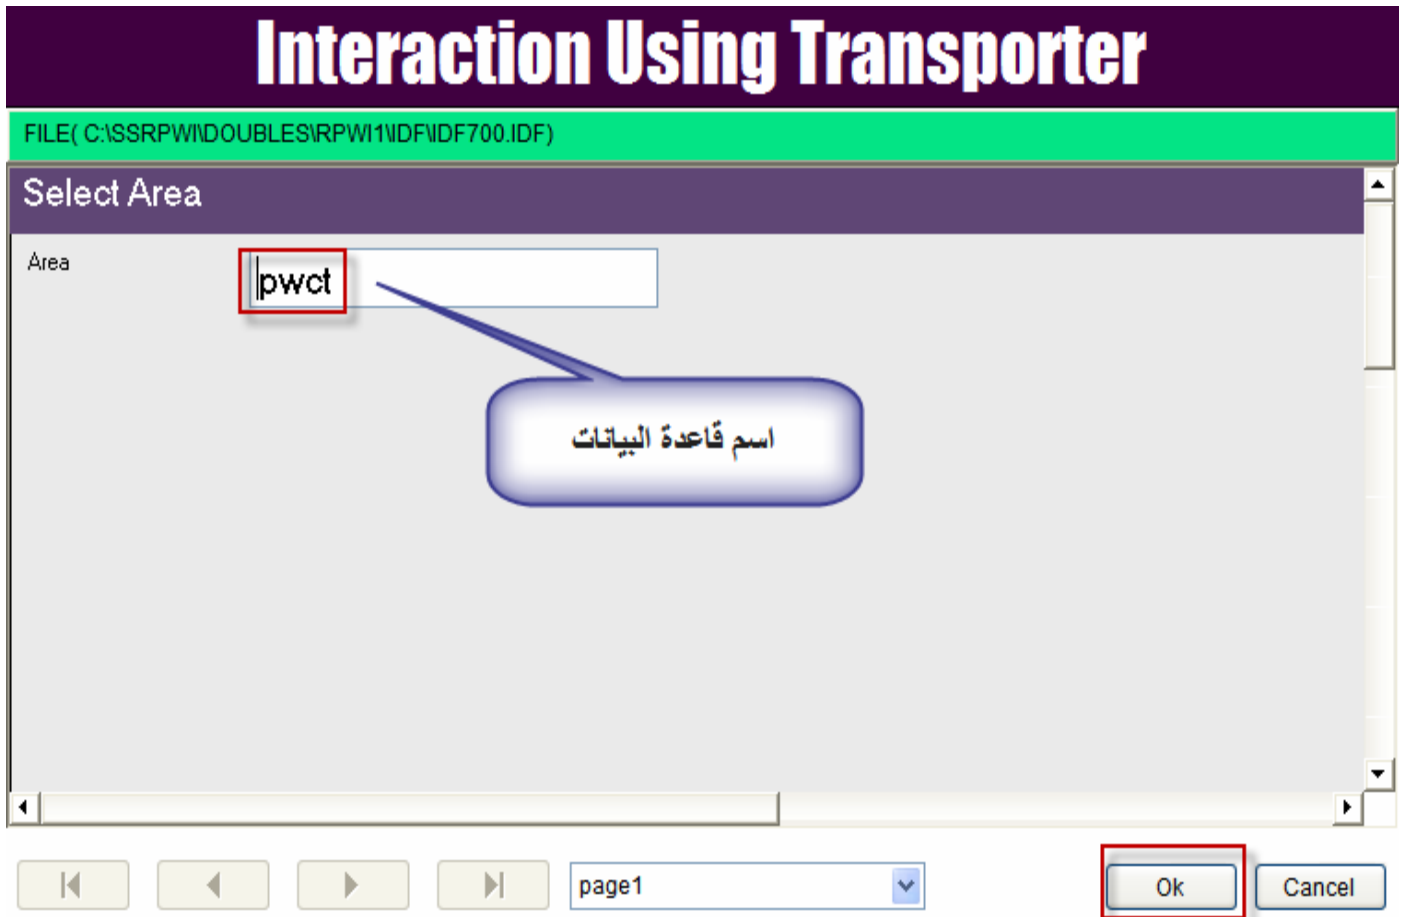 Interaction Using Transporter
FILE( C:\SSRPWI\DOUBLES\RPWI1\IDF\IDF700.IDF)
Select Area
Area
pwct
اسم قاعدة البيانات
page1
Ok
Cancel